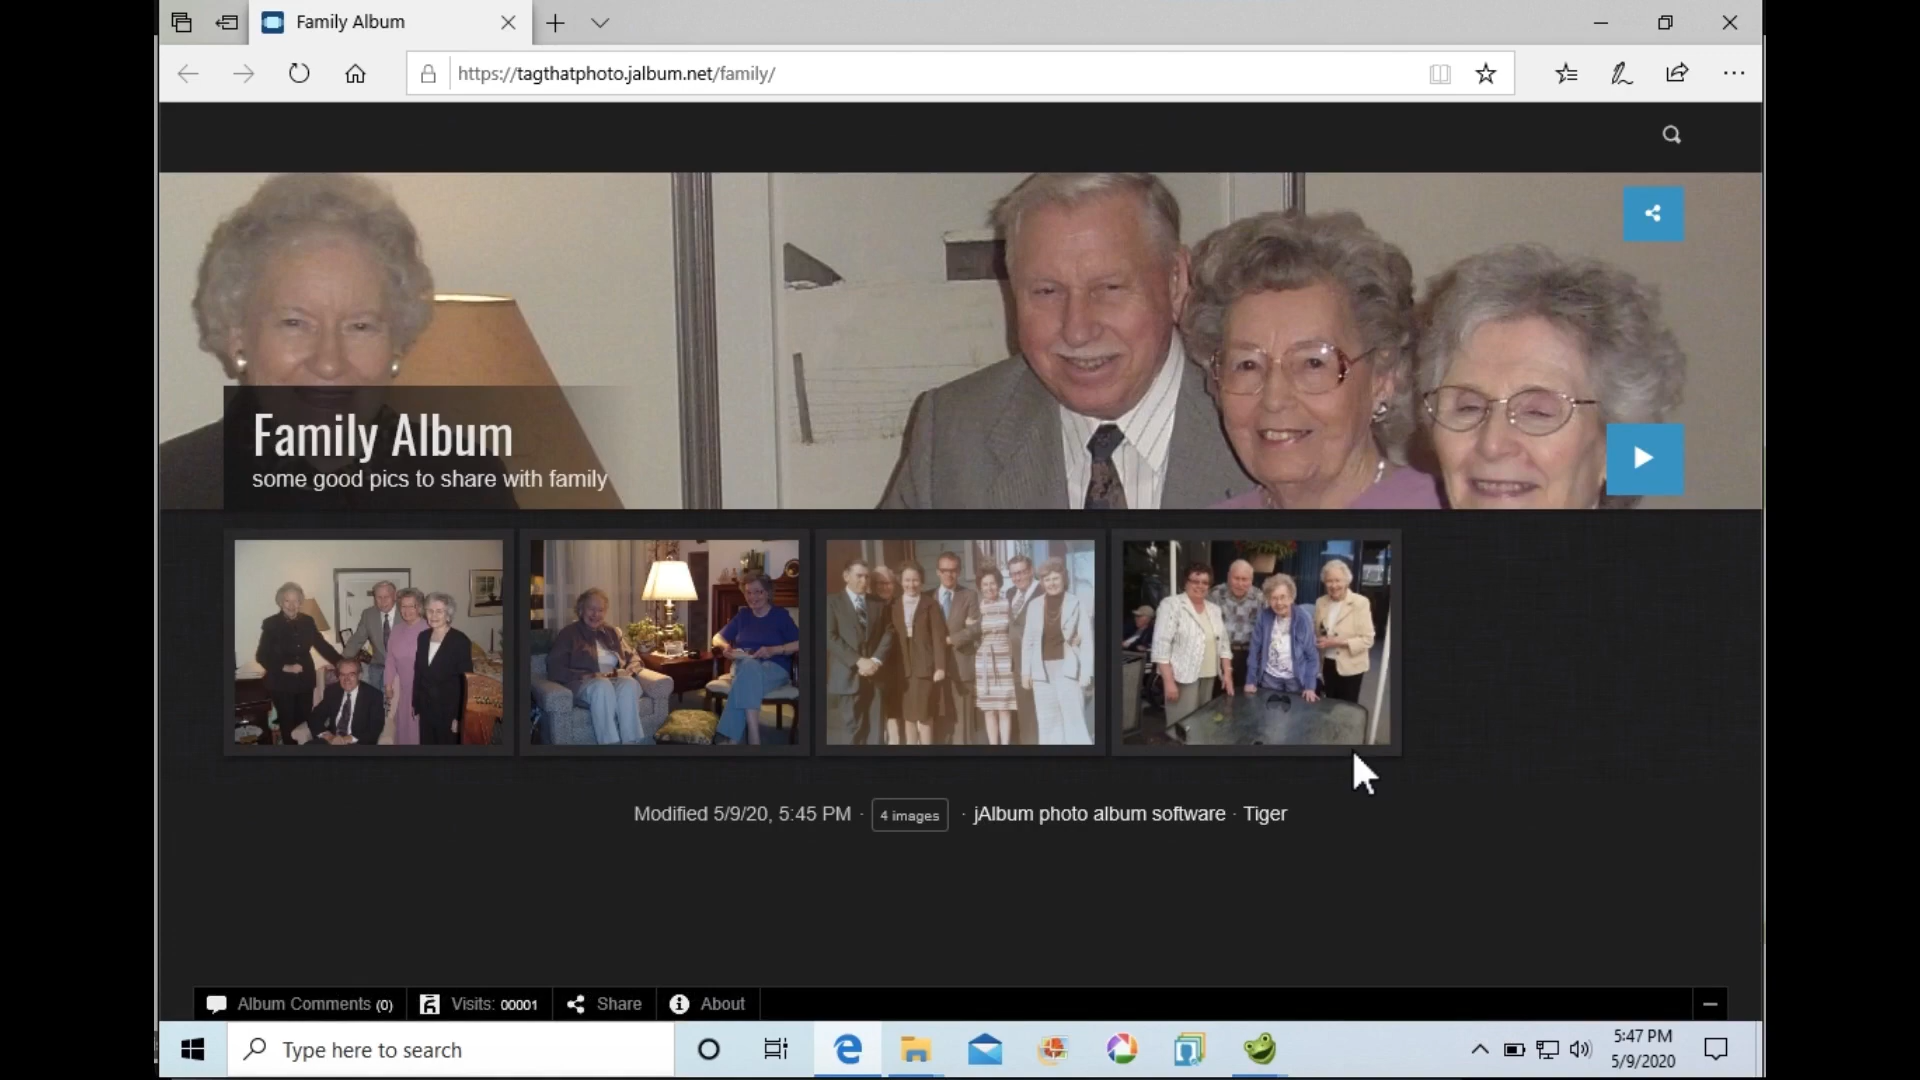 Family Album
https://tagthatphoto.jalbum.net/family/
Family Album
some good pics to share with family
Modified 5/9/20, 5:45 PM · 4 images · jAlbum photo album software · Tiger
Album Comments (0) Visits: 00001 Share About
Type here to search
5:47 PM
5/9/2020